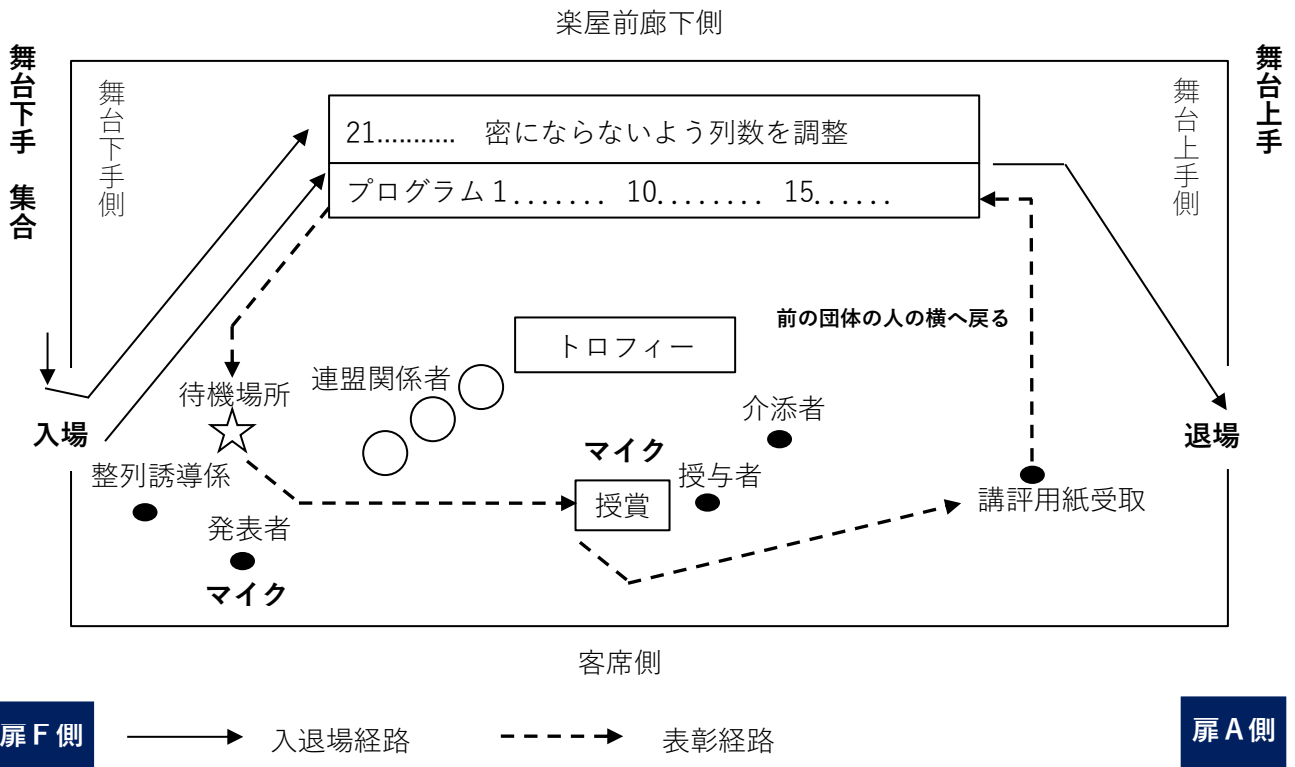 楽屋前廊下側
舞台下手 集合
舞台下手側
舞台上手側
舞台上手
21........... 密にならないよう列数を調整
プログラム 1....... 10........ 15......
前の団体の人の横へ戻る
トロフィー
連盟関係者
待機場所
介添者
入場
退場
マイク
整列誘導係
授与者
授賞
講評用紙受取
発表者
マイク
客席側
扉F側
入退場経路
表彰経路
扉A側